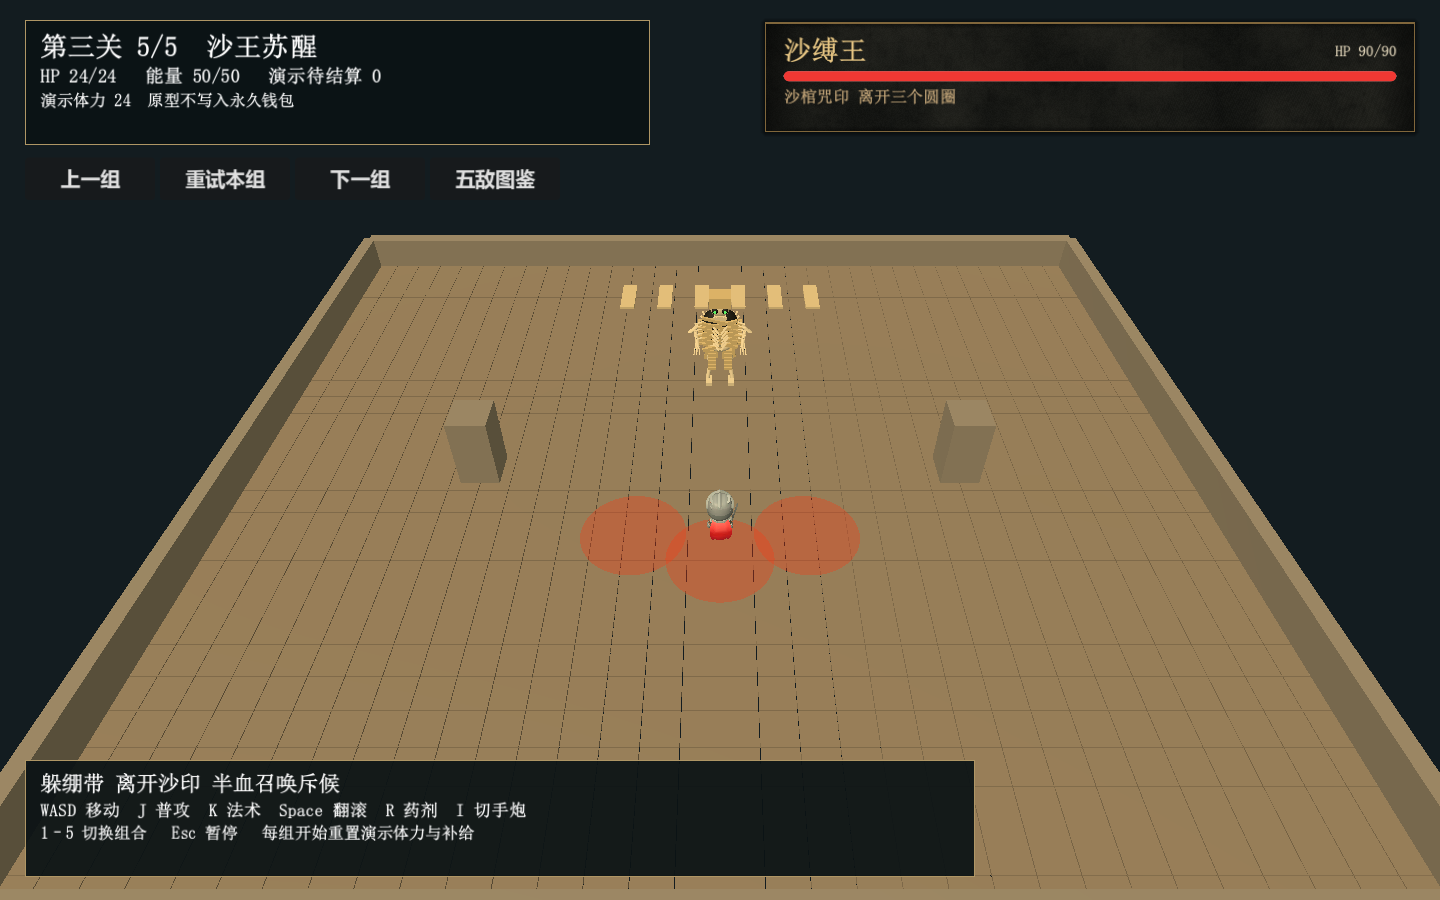 第三关 5/5 沙王苏醒
HP 24/24 能量 50/50 演示待结算 0
演示体力 24 原型不写入永久钱包
沙缚王
HP 90/90
沙棺咒印 离开三个圆圈
上一组 重试本组 下一组 五敌图鉴
躲绷带 离开沙印 半血召唤斥候
WASD 移动 J 普攻 K 法术 Space 翻滚 R 药剂 I 切手炮
1-5 切换组合 Esc 暂停 每组开始重置演示体力与补给